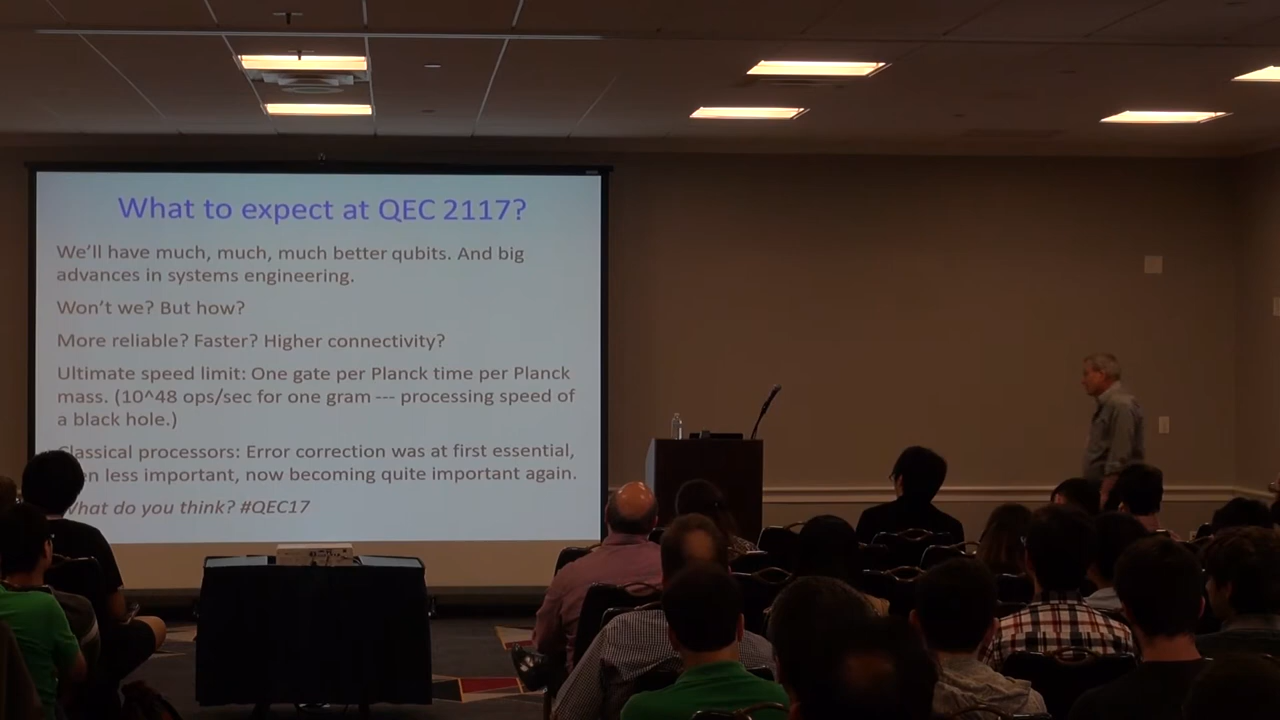 What to expect at QEC 2117?
We'll have much, much, much better qubits. And big
advances in systems engineering.
Won't we? But how?
More reliable? Faster? Higher connectivity?
Ultimate speed limit: One gate per Planck time per Planck
mass. (10^48 ops/sec for one gram --- processing speed of
a black hole.)
Classical processors: Error correction was at first essential,
less important, now becoming quite important again.
What do you think? #QEC17